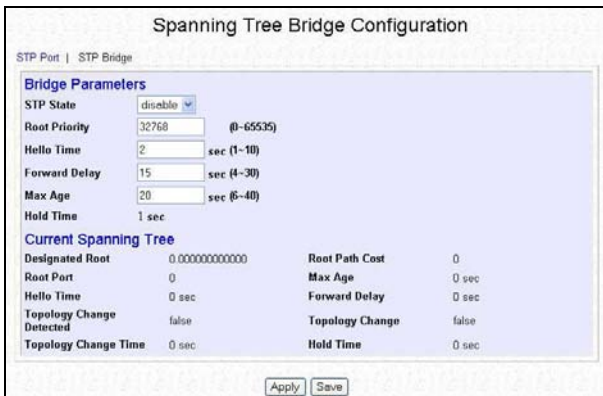 Spanning Tree Bridge Configuration
STP Port | STP Bridge
Bridge Parameters
STP State disable
Root Priority 32768 (0~65535)
Hello Time 2 sec (1~10)
Forward Delay 15 sec (4~30)
Max Age 20 sec (6~40)
Hold Time 1 sec
Current Spanning Tree
Designated Root 0.000000000000 Root Path Cost 0
Root Port 0 Max Age 0 sec
Hello Time 0 sec Forward Delay 0 sec
Topology Change Detected false Topology Change false
Topology Change Time 0 sec Hold Time 0 sec
Apply Save